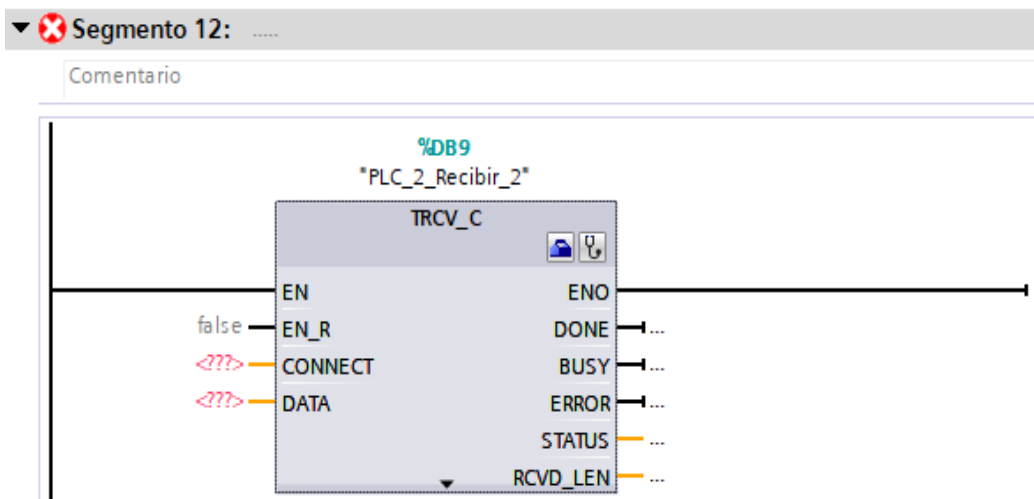 Segmento 12: .....
Comentario
%DB9
"PLC_2_Recibir_2"
TRCV_C
EN ENO
false EN_R DONE ...
<???> CONNECT BUSY ...
<???> DATA ERROR ...
STATUS ...
RCVD_LEN ...